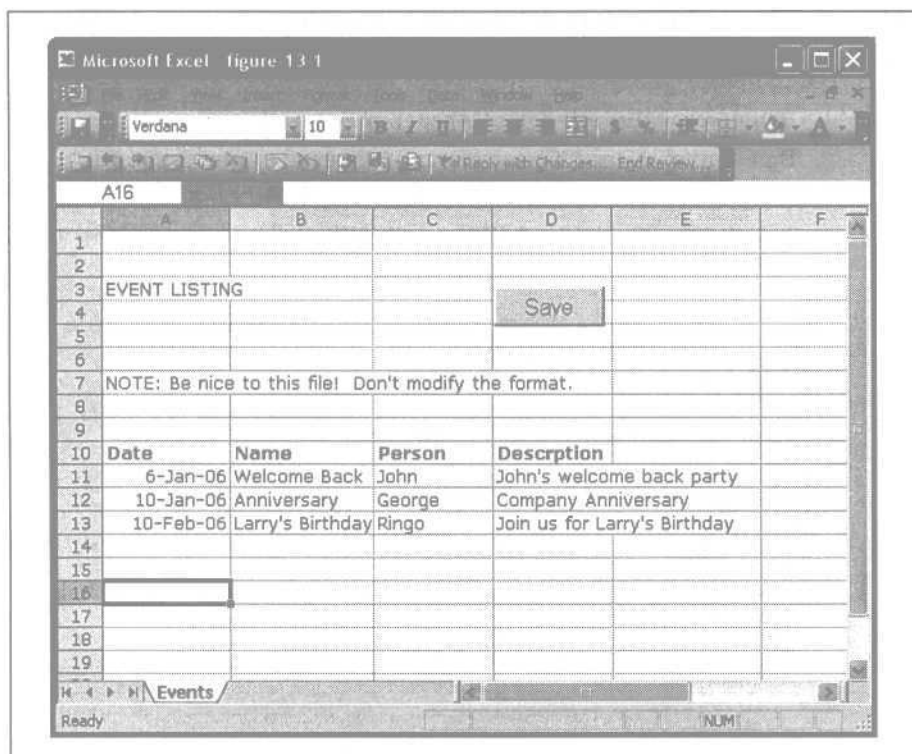 Microsoft Excel figure 13 1
Verdana 10 B I U $ %
Reply with Changes... End Review...
A16
A B C D E F
1
2
3 EVENT LISTING Save
4
5
6
7 NOTE: Be nice to this file! Don't modify the format.
8
9
10 Date Name Person Descrption
11 6-Jan-06 Welcome Back John John's welcome back party
12 10-Jan-06 Anniversary George Company Anniversary
13 10-Feb-06 Larry's Birthday Ringo Join us for Larry's Birthday
14
15
16
17
18
19
Events
Ready NUM